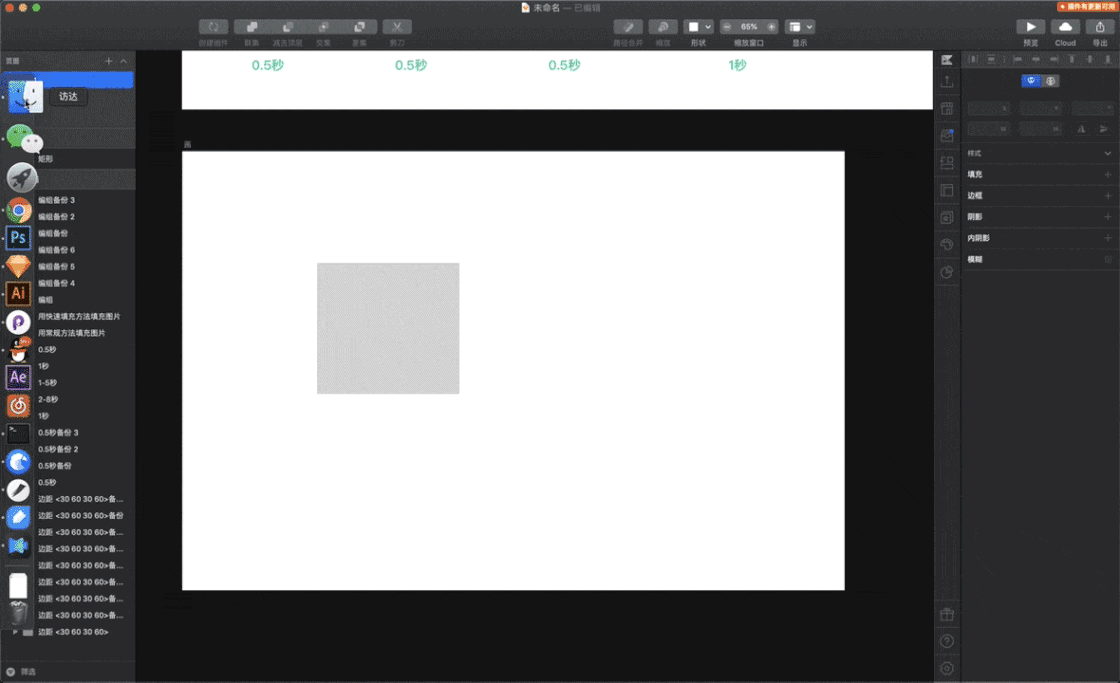 未命名 — 已编辑
插件有更新可用
创建组件
联集
减去顶层
交集
差集
剪刀
路径合并
缩放
65%
形状
缩放窗口
显示
预览
Cloud
导出
页面
访达
矩形
编组备份 3
编组备份 2
编组备份
编组备份 6
编组备份 5
编组备份 4
编组
用快速填充方法填充图片
用常规方法填充图片
0.5秒
1秒
1-5秒
2-8秒
1秒
0.5秒备份 3
0.5秒备份 2
0.5秒备份
0.5秒
边距 <30 60 30 60>备...
边距 <30 60 30 60>备份
边距 <30 60 30 60>备...
边距 <30 60 30 60>备...
边距 <30 60 30 60>备...
边距 <30 60 30 60>备...
边距 <30 60 30 60>备...
边距 <30 60 30 60>备...
边距 <30 60 30 60>
筛选
Ps
Ai
Ae
0.5秒
0.5秒
0.5秒
1秒
画
样式
填充
边框
阴影
内阴影
模糊